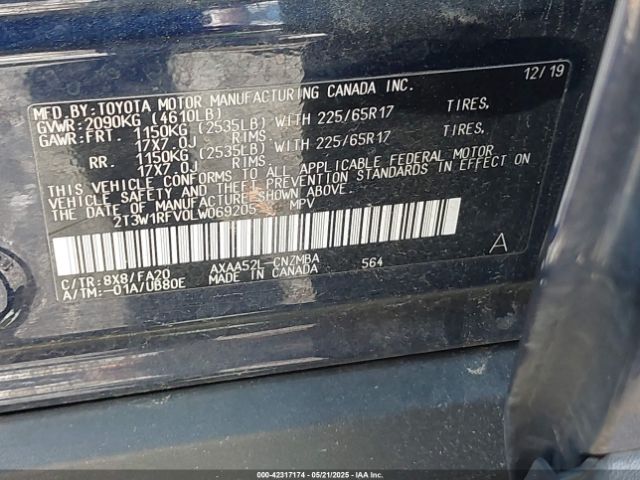 MFD.BY:TOYOTA MOTOR MANUFACTURING CANADA INC. 12/19
GVWR:2090KG (4610LB)
GAWR:FRT. 1150KG (2535LB) WITH 225/65R17 TIRES,
17X7.0J RIMS
RR. 1150KG (2535LB) WITH 225/65R17 TIRES,
17X7.0J RIMS.
THIS VEHICLE CONFORMS TO ALL APPLICABLE FEDERAL MOTOR
VEHICLE SAFETY AND THEFT PREVENTION STANDARDS IN EFFECT ON
THE DATE OF MANUFACTURE SHOWN ABOVE.
2T3W1RFV0LW069205 MPV
C/TR:8X8/FA20 AXAA52L-CNZMBA 564 A
A/TM:-01A/UB80E MADE IN CANADA
000-42317174 - 05/21/2025 - IAAI.COM